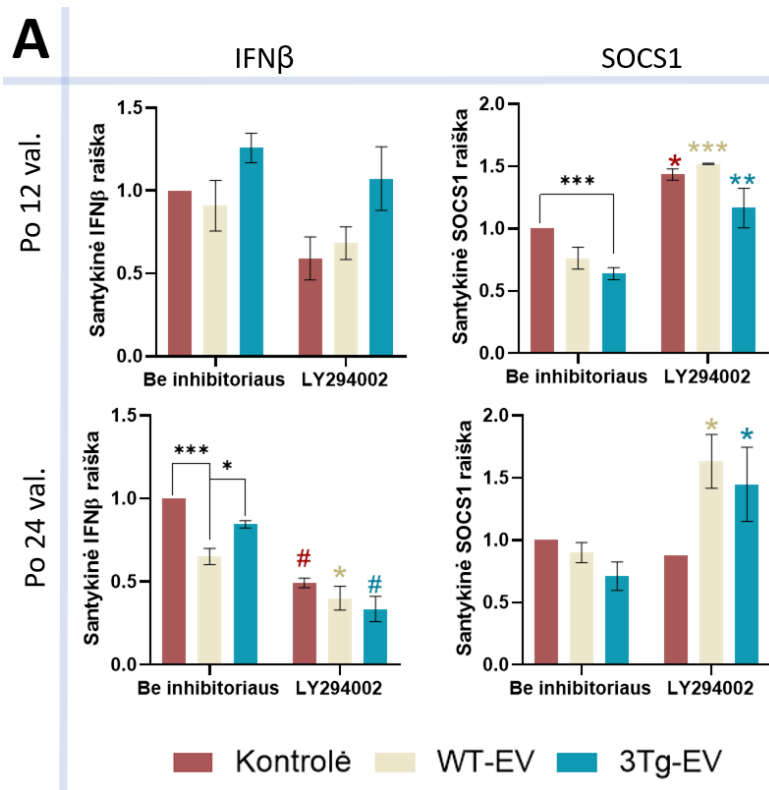 A
IFNβ
SOCS1
Po 12 val.
Santykinė IFNβ raiška
1.5
1.0
0.5
0.0
Be inhibitoriaus
LY294002
Santykinė SOCS1 raiška
2.0
1.5
1.0
0.5
0.0
***
*
***
**
Be inhibitoriaus
LY294002
Po 24 val.
Santykinė IFNβ raiška
1.5
1.0
0.5
0.0
***
*
#
*
#
Be inhibitoriaus
LY294002
Santykinė SOCS1 raiška
2.0
1.5
1.0
0.5
0.0
*
*
Be inhibitoriaus
LY294002
Kontrolė
WT-EV
3Tg-EV